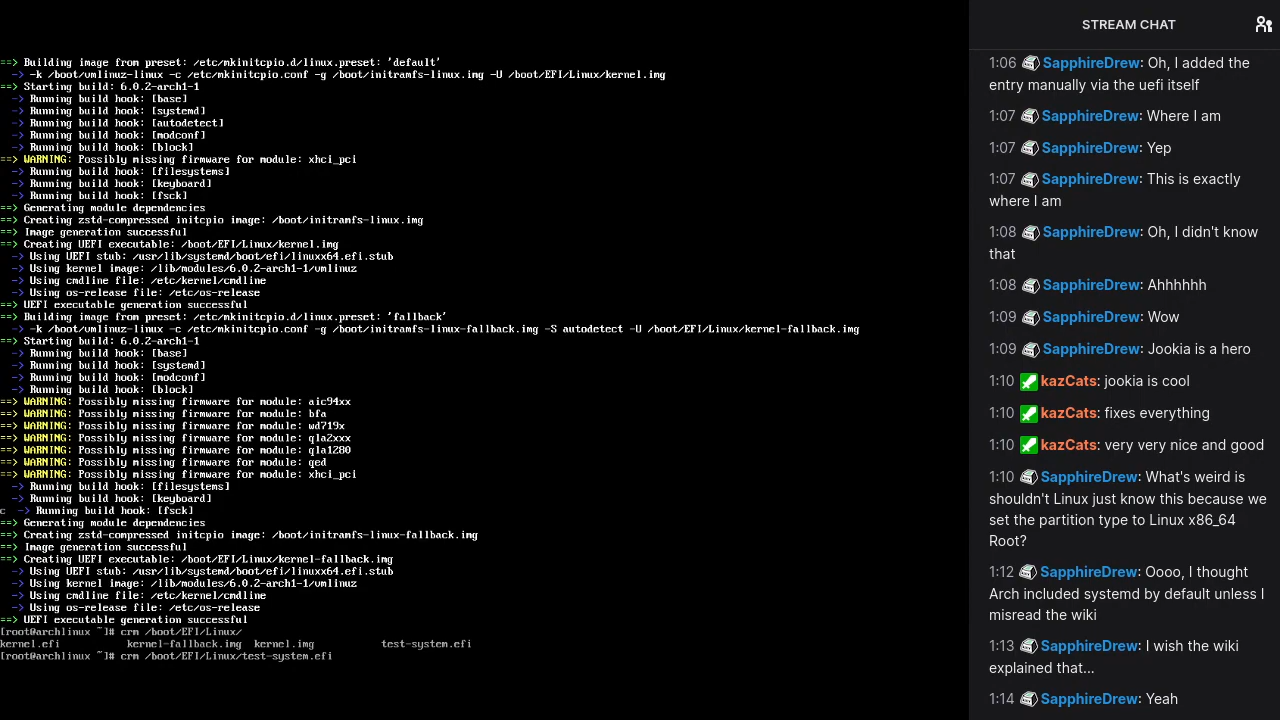 ==> Building image from preset: /etc/mkinitcpio.d/linux.preset: 'default'
  -> -k /boot/vmlinuz-linux -c /etc/mkinitcpio.conf -g /boot/initramfs-linux.img -U /boot/EFI/Linux/kernel.img
==> Starting build: 6.0.2-arch1-1
  -> Running build hook: [base]
  -> Running build hook: [systemd]
  -> Running build hook: [autodetect]
  -> Running build hook: [modconf]
  -> Running build hook: [block]
==> WARNING: Possibly missing firmware for module: xhci_pci
  -> Running build hook: [filesystems]
  -> Running build hook: [keyboard]
  -> Running build hook: [fsck]
==> Generating module dependencies
==> Creating zstd-compressed initcpio image: /boot/initramfs-linux.img
==> Image generation successful
==> Creating UEFI executable: /boot/EFI/Linux/kernel.img
  -> Using UEFI stub: /usr/lib/systemd/boot/efi/linuxx64.efi.stub
  -> Using kernel image: /lib/modules/6.0.2-arch1-1/vmlinuz
  -> Using cmdline file: /etc/kernel/cmdline
  -> Using os-release file: /etc/os-release
==> UEFI executable generation successful
==> Building image from preset: /etc/mkinitcpio.d/linux.preset: 'fallback'
  -> -k /boot/vmlinuz-linux -c /etc/mkinitcpio.conf -g /boot/initramfs-linux-fallback.img -S autodetect -U /boot/EFI/Linux/kernel-fallback.img
==> Starting build: 6.0.2-arch1-1
  -> Running build hook: [base]
  -> Running build hook: [systemd]
  -> Running build hook: [modconf]
  -> Running build hook: [block]
==> WARNING: Possibly missing firmware for module: aic94xx
==> WARNING: Possibly missing firmware for module: bfa
==> WARNING: Possibly missing firmware for module: wd719x
==> WARNING: Possibly missing firmware for module: qla2xxx
==> WARNING: Possibly missing firmware for module: qla1280
==> WARNING: Possibly missing firmware for module: qed
==> WARNING: Possibly missing firmware for module: xhci_pci
  -> Running build hook: [filesystems]
  -> Running build hook: [keyboard]
c  -> Running build hook: [fsck]
==> Generating module dependencies
==> Creating zstd-compressed initcpio image: /boot/initramfs-linux-fallback.img
==> Image generation successful
==> Creating UEFI executable: /boot/EFI/Linux/kernel-fallback.img
  -> Using UEFI stub: /usr/lib/systemd/boot/efi/linuxx64.efi.stub
  -> Using kernel image: /lib/modules/6.0.2-arch1-1/vmlinuz
  -> Using cmdline file: /etc/kernel/cmdline
  -> Using os-release file: /etc/os-release
==> UEFI executable generation successful
[root@archlinux ~]# crm /boot/EFI/Linux/
kernel.efi           kernel-fallback.img  kernel.img           test-system.efi
[root@archlinux ~]# crm /boot/EFI/Linux/test-system.efi
STREAM CHAT
1:06 SapphireDrew: Oh, I added the
entry manually via the uefi itself
1:07 SapphireDrew: Where I am
1:07 SapphireDrew: Yep
1:07 SapphireDrew: This is exactly
where I am
1:08 SapphireDrew: Oh, I didn't know
that
1:08 SapphireDrew: Ahhhhhh
1:09 SapphireDrew: Wow
1:09 SapphireDrew: Jookia is a hero
1:10 kazCats: jookia is cool
1:10 kazCats: fixes everything
1:10 kazCats: very very nice and good
1:10 SapphireDrew: What's weird is
shouldn't Linux just know this because we
set the partition type to Linux x86_64
Root?
1:12 SapphireDrew: Oooo, I thought
Arch included systemd by default unless I
misread the wiki
1:13 SapphireDrew: I wish the wiki
explained that...
1:14 SapphireDrew: Yeah